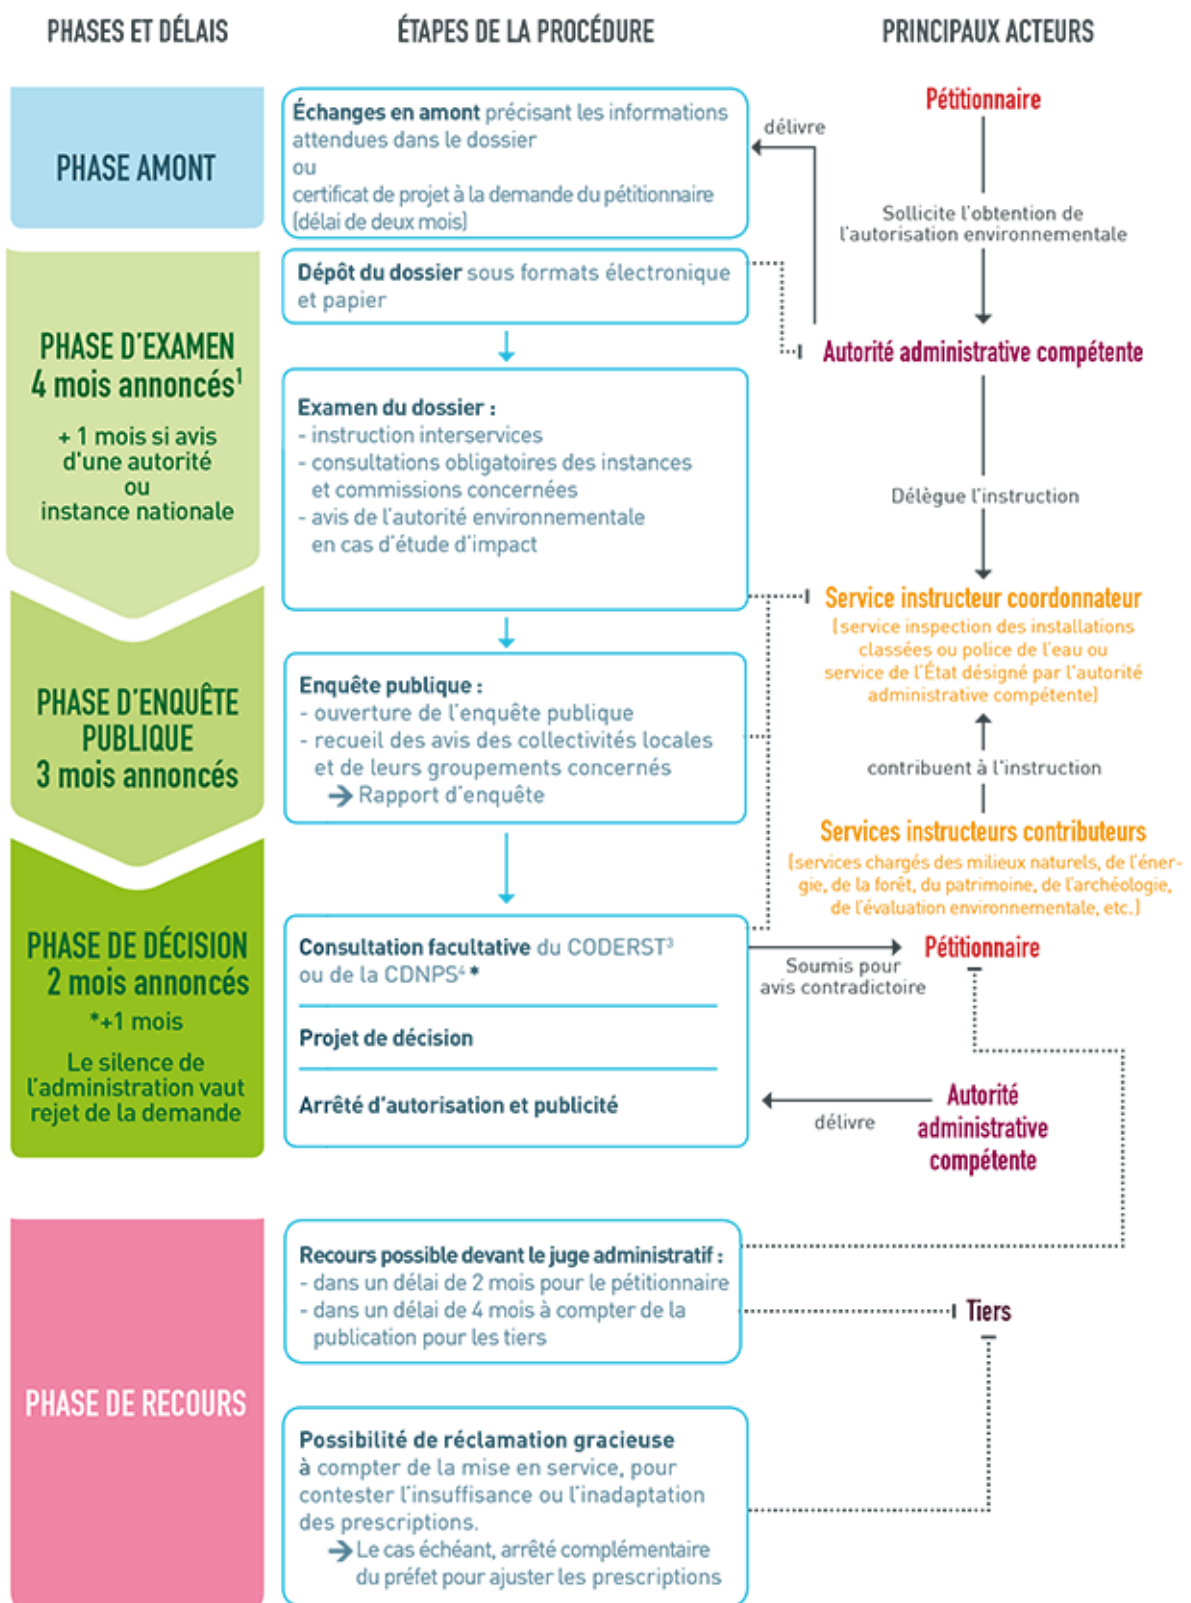 PHASES ET DÉLAIS
ÉTAPES DE LA PROCÉDURE
PRINCIPAUX ACTEURS
PHASE AMONT
Échanges en amont précisant les informations
attendues dans le dossier
ou
certificat de projet à la demande du pétitionnaire
(délai de deux mois)
délivre
Pétitionnaire
Sollicite l'obtention de
l'autorisation environnementale
PHASE D'EXAMEN
4 mois annoncés¹
+ 1 mois si avis
d'une autorité
ou
instance nationale
Dépôt du dossier sous formats électronique
et papier
Autorité administrative compétente
Examen du dossier :
- instruction interservices
- consultations obligatoires des instances
et commissions concernées
- avis de l'autorité environnementale
en cas d'étude d'impact
Délègue l'instruction
Service instructeur coordonnateur
(service inspection des installations
classées ou police de l'eau ou
service de l'État désigné par l'autorité
administrative compétente)
PHASE D'ENQUÊTE
PUBLIQUE
3 mois annoncés
Enquête publique :
- ouverture de l'enquête publique
- recueil des avis des collectivités locales
et de leurs groupements concernés
→ Rapport d'enquête
contribuent à l'instruction
Services instructeurs contributeurs
(services chargés des milieux naturels, de l'éner-
gie, de la forêt, du patrimoine, de l'archéologie,
de l'évaluation environnementale, etc.)
PHASE DE DÉCISION
2 mois annoncés
*+1 mois
Le silence de
l'administration vaut
rejet de la demande
Consultation facultative du CODERST³
ou de la CDNPS⁴ *
Projet de décision
Arrêté d'autorisation et publicité
Soumis pour
avis contradictoire
Pétitionnaire
délivre
Autorité
administrative
compétente
PHASE DE RECOURS
Recours possible devant le juge administratif :
- dans un délai de 2 mois pour le pétitionnaire
- dans un délai de 4 mois à compter de la
publication pour les tiers
Tiers
Possibilité de réclamation gracieuse
à compter de la mise en service, pour
contester l'insuffisance ou l'inadaptation
des prescriptions.
→ Le cas échéant, arrêté complémentaire
du préfet pour ajuster les prescriptions